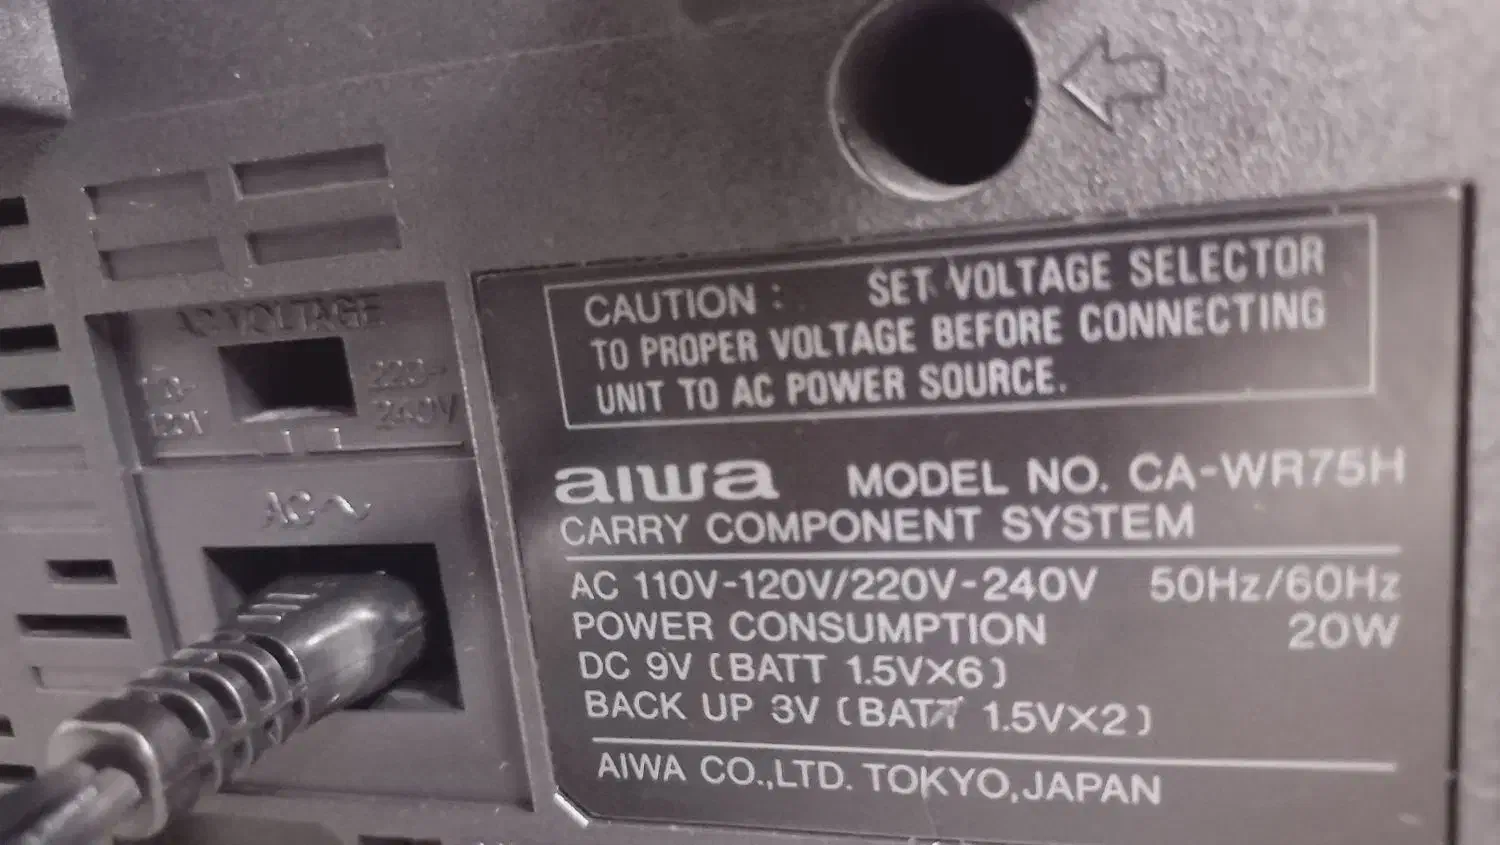 CAUTION : SET VOLTAGE SELECTOR
TO PROPER VOLTAGE BEFORE CONNECTING
UNIT TO AC POWER SOURCE.
AC VOLTAGE
110-
120V
220-
240V
AC∿
aiwa MODEL NO. CA-WR75H
CARRY COMPONENT SYSTEM
AC 110V-120V/220V-240V 50Hz/60Hz
POWER CONSUMPTION 20W
DC 9V (BATT 1.5V×6)
BACK UP 3V (BATT 1.5V×2)
AIWA CO.,LTD. TOKYO,JAPAN